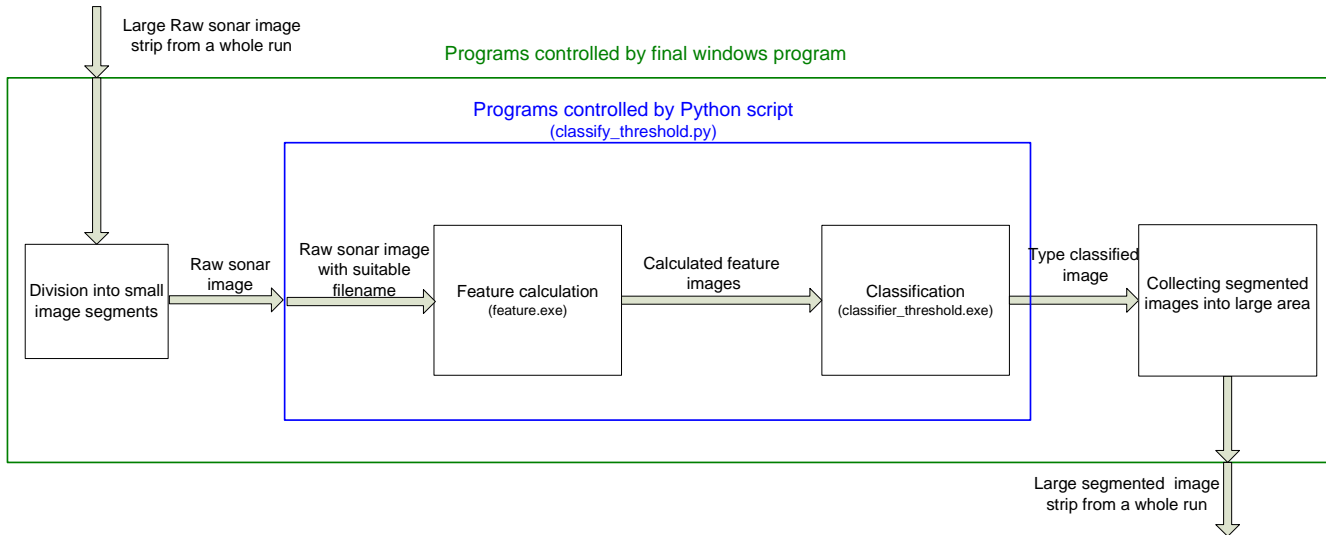 Large Raw sonar image
strip from a whole run
Programs controlled by final windows program
Programs controlled by Python script
(classify_threshold.py)
Division into small
image segments
Raw sonar
image
Raw sonar image
with suitable
filename
Feature calculation
(feature.exe)
Calculated feature
images
Classification
(classifier_threshold.exe)
Type classified
image
Collecting segmented
images into large area
Large segmented  image
strip from a whole run